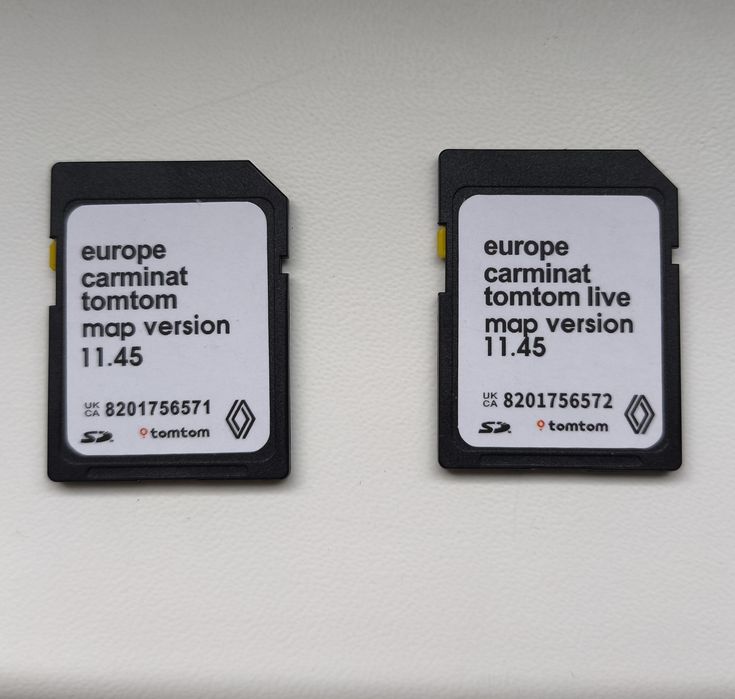 europe
carminat
tomtom
map version
11.45
UK
CA 8201756571
SD tomtom
europe
carminat
tomtom live
map version
11.45
UK
CA 8201756572
SD tomtom